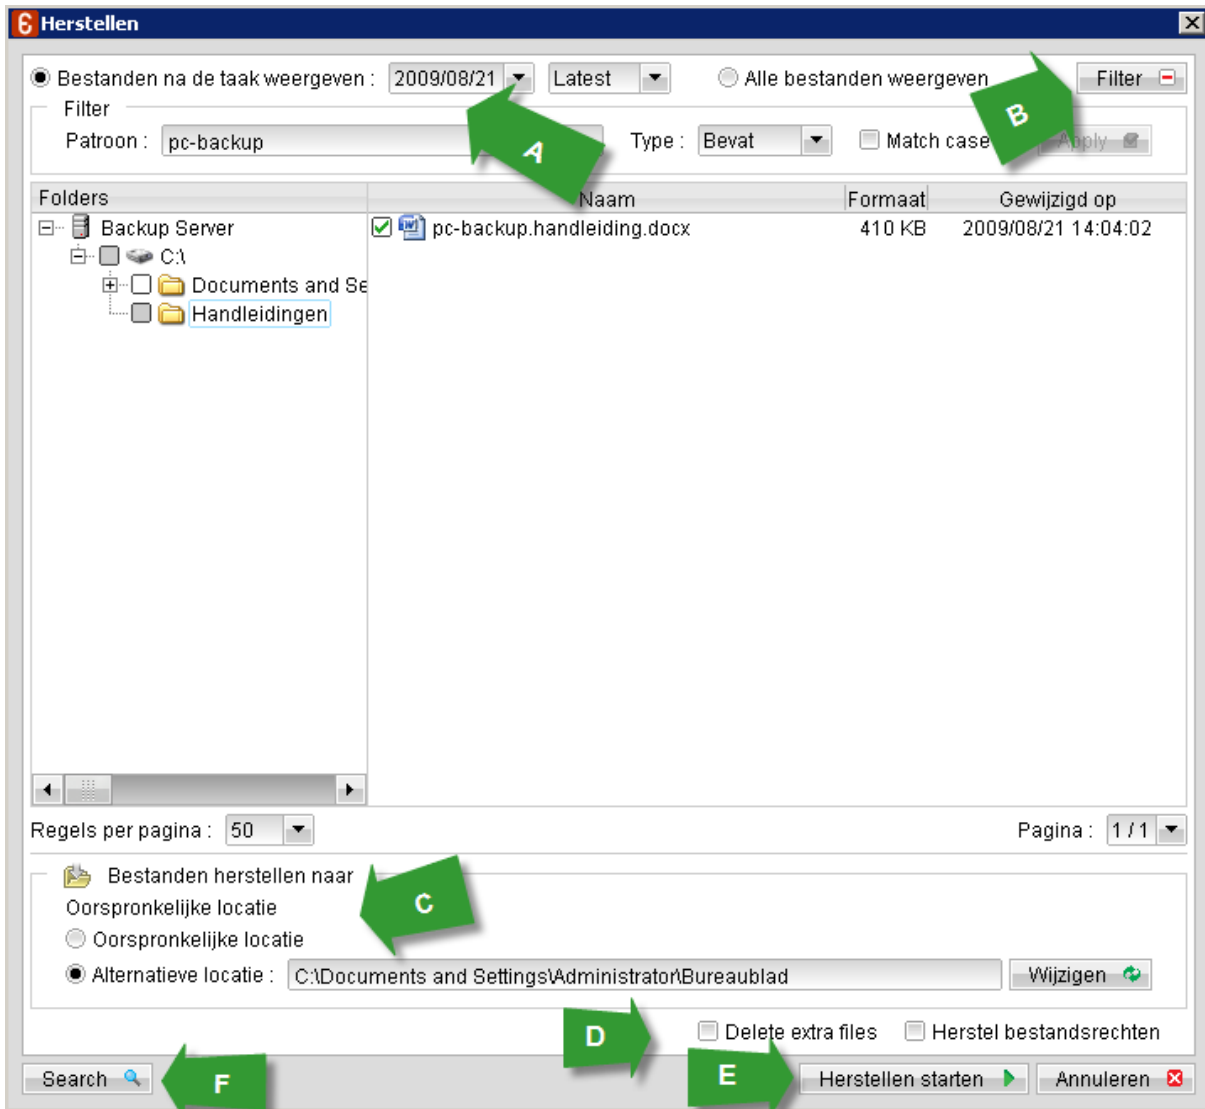 Herstellen
Bestanden na de taak weergeven : 2009/08/21 Latest Alle bestanden weergeven Filter
Filter
Patroon : pc-backup Type : Bevat Match case Apply
A
B
Folders Naam Formaat Gewijzigd op
Backup Server pc-backup.handleiding.docx 410 KB 2009/08/21 14:04:02
C:\
Documents and Se
Handleidingen
Regels per pagina : 50 Pagina : 1 / 1
Bestanden herstellen naar
C
Oorspronkelijke locatie
Oorspronkelijke locatie
Alternatieve locatie : C:\Documents and Settings\Administrator\Bureaublad Wijzigen
D Delete extra files Herstel bestandsrechten
Search F E Herstellen starten Annuleren